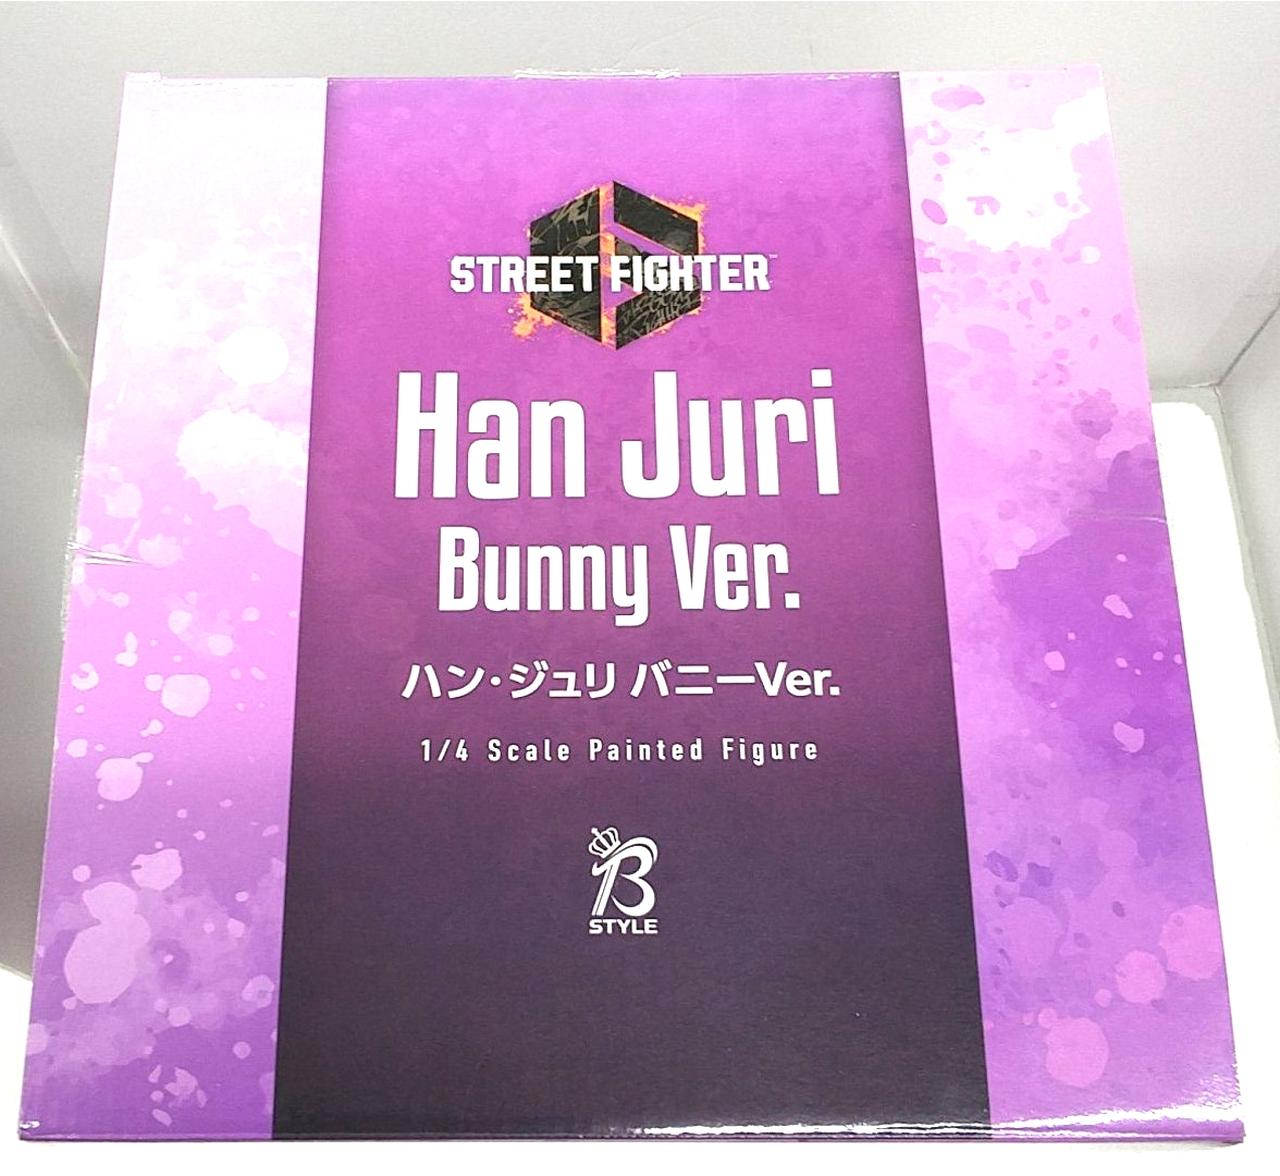 STREET FIGHTER™
Han Juri
Bunny Ver.
ハン・ジュリ バニーVer.
1/4 Scale Painted Figure
B
STYLE